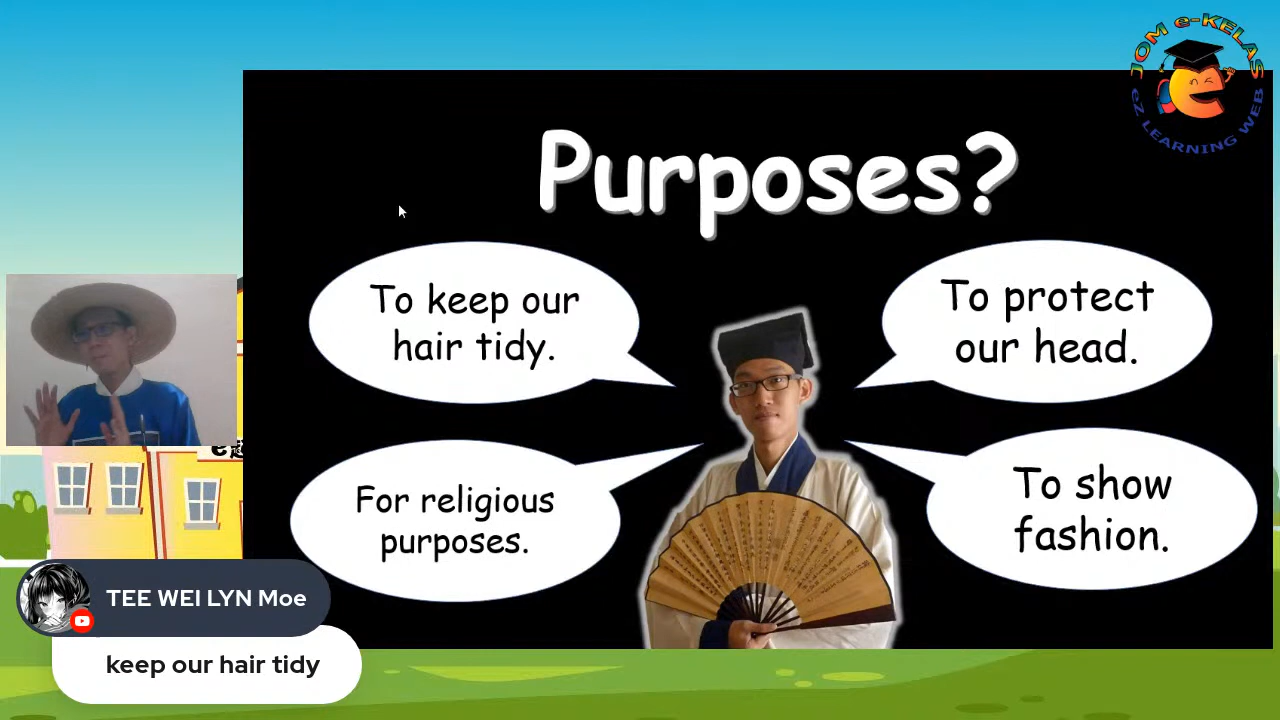 JOM e-KELAS
eZ LEARNING WEB
Purposes?
To keep our
hair tidy.
To protect
our head.
For religious
purposes.
To show
fashion.
TEE WEI LYN Moe
keep our hair tidy